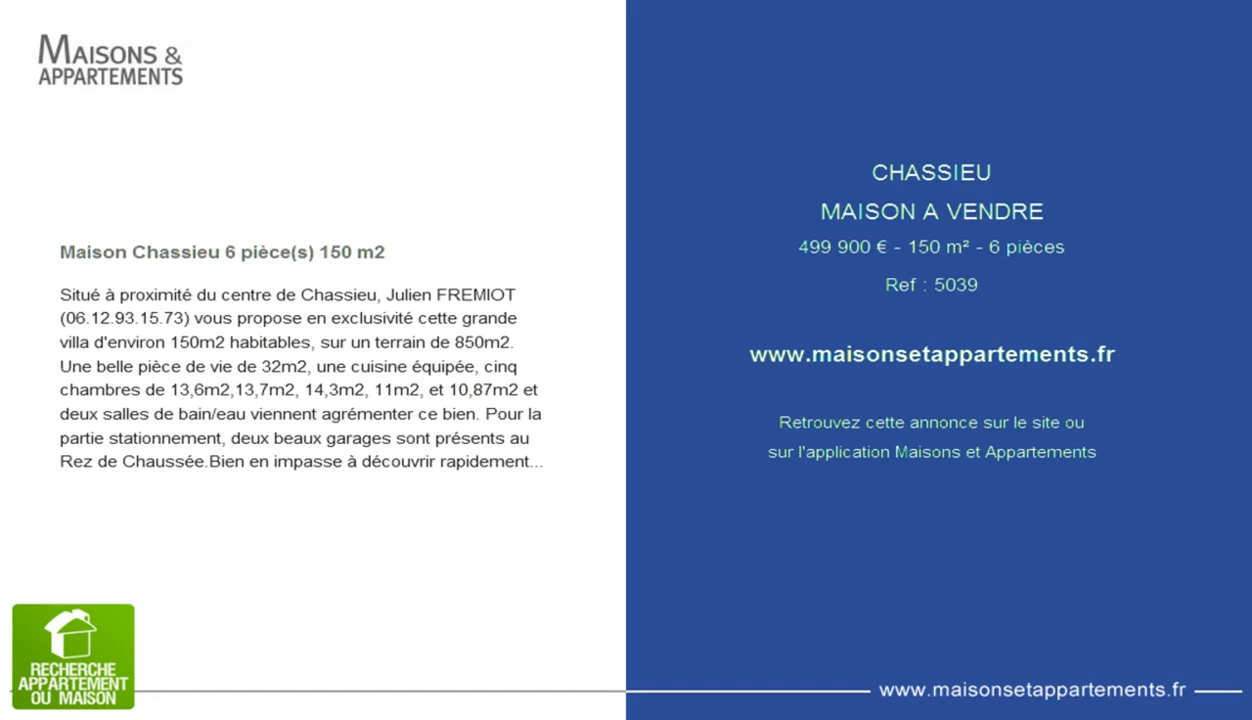 MAISONS &
APPARTEMENTS
Maison Chassieu 6 pièce(s) 150 m2
Situé à proximité du centre de Chassieu, Julien FREMIOT
(06.12.93.15.73) vous propose en exclusivité cette grande
villa d'environ 150m2 habitables, sur un terrain de 850m2.
Une belle pièce de vie de 32m2, une cuisine équipée, cinq
chambres de 13,6m2,13,7m2, 14,3m2, 11m2, et 10,87m2 et
deux salles de bain/eau viennent agrémenter ce bien. Pour la
partie stationnement, deux beaux garages sont présents au
Rez de Chaussée.Bien en impasse à découvrir rapidement...
RECHERCHE
APPARTEMENT
OU MAISON
CHASSIEU
MAISON A VENDRE
499 900 € - 150 m² - 6 pièces
Ref : 5039
www.maisonsetappartements.fr
Retrouvez cette annonce sur le site ou
sur l'application Maisons et Appartements
www.maisonsetappartements.fr